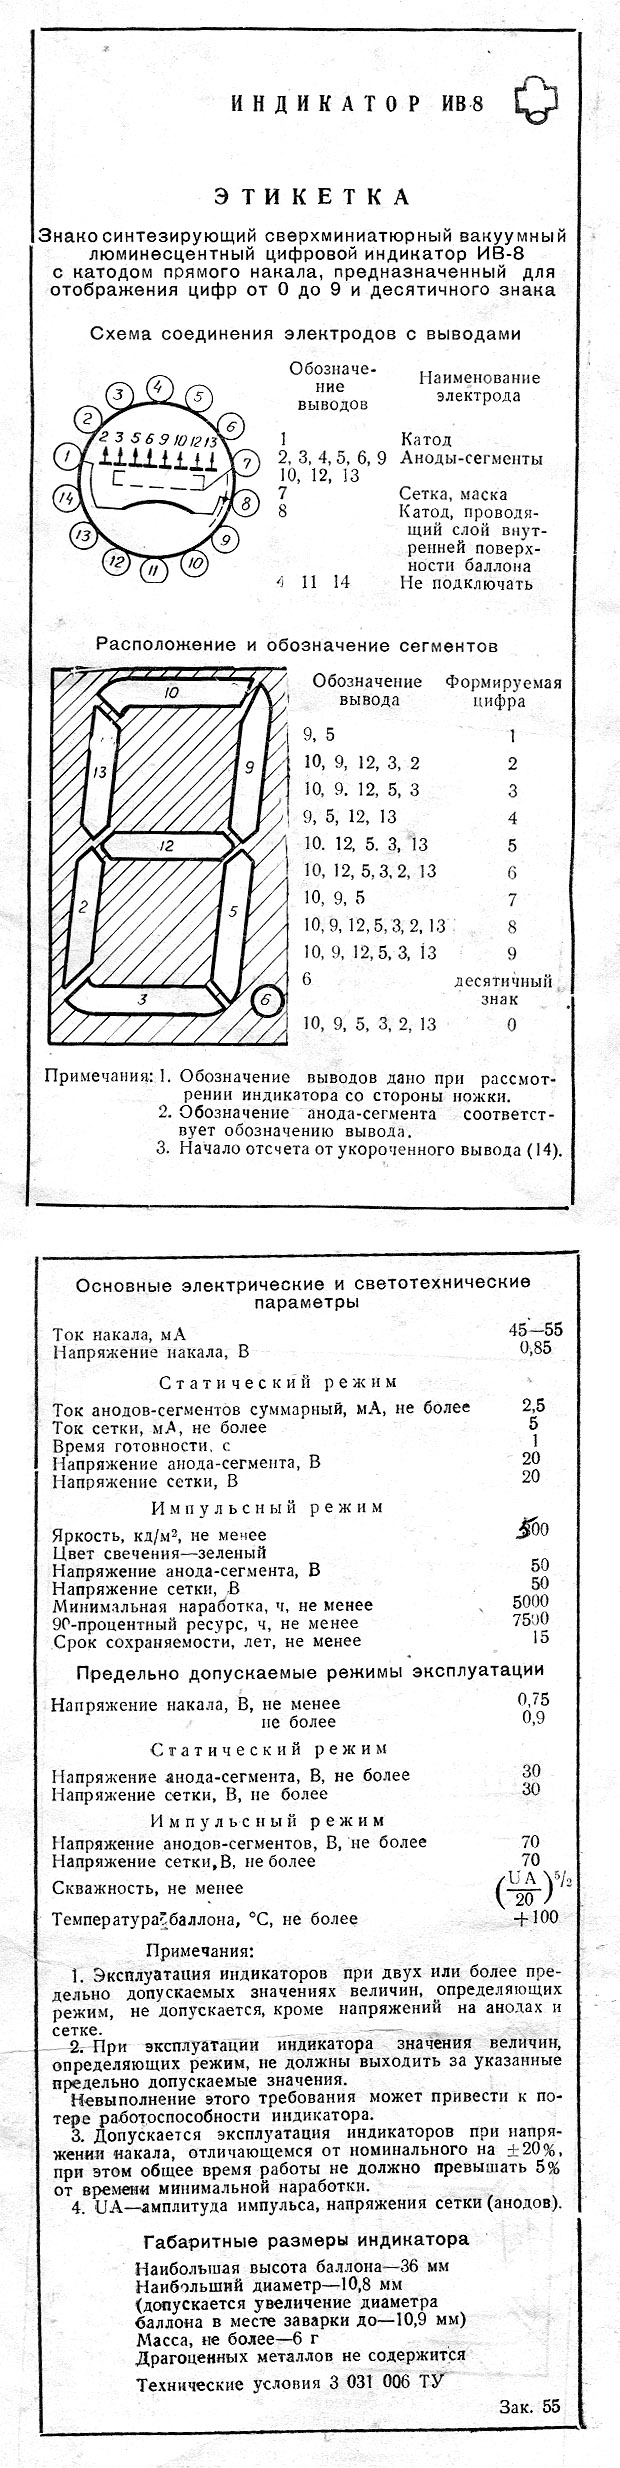 ИНДИКАТОР ИВ-8
ЭТИКЕТКА
Знакосинтезирующий сверхминиатюрный вакуумный
люминесцентный цифровой индикатор ИВ-8
с катодом прямого накала, предназначенный для
отображения цифр от 0 до 9 и десятичного знака
Схема соединения электродов с выводами
1 2 3 4 5 6 7 8 9 10 11 12 13 14
2 3 5 6 9 10 12 13
Обозначе-
ние
выводов
Наименование
электрода
1 Катод
2, 3, 4, 5, 6, 9 Аноды-сегменты
10, 12, 13
7 Сетка, маска
8 Катод, проводя-
щий слой внут-
ренней поверх-
ности баллона
4 11 14 Не подключать
Расположение и обозначение сегментов
10
13
9
12
2
5
3
6
Обозначение Формируемая
вывода цифра
9, 5 1
10, 9, 12, 3, 2 2
10, 9. 12, 5, 3 3
9, 5, 12, 13 4
10. 12, 5. 3, 13 5
10, 12, 5, 3, 2, 13 6
10, 9, 5 7
10, 9, 12, 5, 3, 2, 13 8
10, 9, 12, 5, 3, 13 9
6 десятичный
знак
10, 9, 5, 3, 2, 13 0
Примечания: 1. Обозначение выводов дано при рассмот-
рении индикатора со стороны ножки.
2. Обозначение анода-сегмента соответст-
вует обозначению вывода.
3. Начало отсчета от укороченного вывода (14).
Основные электрические и светотехнические
параметры
Ток накала, мА 45—55
Напряжение накала, В 0,85
Статический режим
Ток анодов-сегментов суммарный, мА, не более 2,5
Ток сетки, мА, не более 5
Время готовности, с 1
Напряжение анода-сегмента, В 20
Напряжение сетки, В 20
Импульсный режим
Яркость, кд/м², не менее 500
Цвет свечения—зеленый
Напряжение анода-сегмента, В 50
Напряжение сетки, В 50
Минимальная наработка, ч, не менее 5000
90-процентный ресурс, ч, не менее 7500
Срок сохраняемости, лет, не менее 15
Предельно допускаемые режимы эксплуатации
Напряжение накала, В, не менее 0,75
не более 0,9
Статический режим
Напряжение анода-сегмента, В, не более 30
Напряжение сетки, В, не более 30
Импульсный режим
Напряжение анодов-сегментов, В, не более 70
Напряжение сетки, В, не более 70
Скважность, не менее (UA/20)^5/2
Температура баллона, °С, не более +100
Примечания:
1. Эксплуатация индикаторов при двух или более пре-
дельно допускаемых значениях величин, определяющих
режим, не допускается, кроме напряжений на анодах и
сетке.
2. При эксплуатации индикатора значения величин,
определяющих режим, не должны выходить за указанные
предельно допускаемые значения.
Невыполнение этого требования может привести к по-
тере работоспособности индикатора.
3. Допускается эксплуатация индикаторов при напря-
жении накала, отличающемся от номинального на ±20%,
при этом общее время работы не должно превышать 5%
от времени минимальной наработки.
4. UA—амплитуда импульса, напряжения сетки (анодов).
Габаритные размеры индикатора
Наибольшая высота баллона—36 мм
Наибольший диаметр—10,8 мм
(допускается увеличение диаметра
баллона в месте заварки до—10,9 мм)
Масса, не более—6 г
Драгоценных металлов не содержится
Технические условия 3 031 006 ТУ
Зак. 55